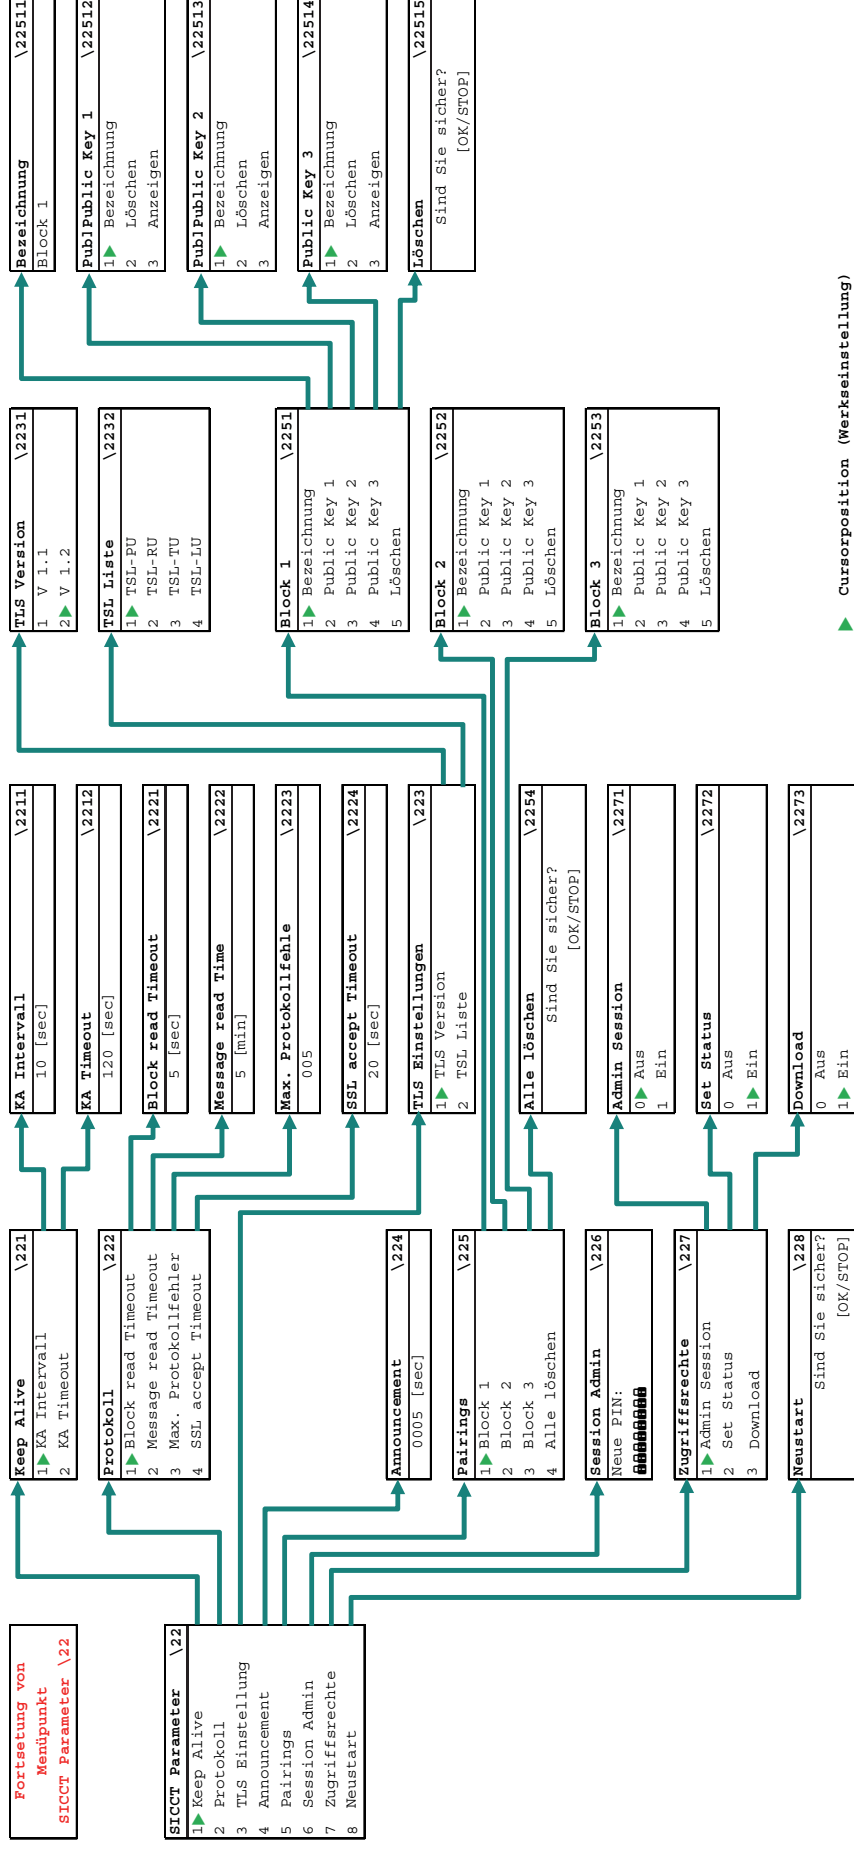 Fortsetung von
Menüpunkt
SICCT Parameter \22
SICCT Parameter \22
1 Keep Alive
2 Protokoll
3 TLS Einstellung
4 Announcement
5 Pairings
6 Session Admin
7 Zugriffsrechte
8 Neustart
Keep Alive \221
1 KA Intervall
2 KA Timeout
Protokoll \222
1 Block read Timeout
2 Message read Timeout
3 Max. Protokollfehler
4 SSL accept Timeout
Announcement \224
0005 [sec]
Pairings \225
1 Block 1
2 Block 2
3 Block 3
4 Alle löschen
Session Admin \226
Neue PIN:
Zugriffsrechte \227
1 Admin Session
2 Set Status
3 Download
Neustart \228
Sind Sie sicher?
[OK/STOP]
KA Intervall \2211
10 [sec]
KA Timeout \2212
120 [sec]
Block read Timeout \2221
5 [sec]
Message read Time \2222
5 [min]
Max. Protokollfehle \2223
005
SSL accept Timeout \2224
20 [sec]
TLS Einstellungen \223
1 TLS Version
2 TSL Liste
Alle löschen \2254
Sind Sie sicher?
[OK/STOP]
Admin Session \2271
0 Aus
1 Ein
Set Status \2272
0 Aus
1 Ein
Download \2273
0 Aus
1 Ein
TLS Version \2231
1 V 1.1
2 V 1.2
TSL Liste \2232
1 TSL-PU
2 TSL-RU
3 TSL-TU
4 TSL-LU
Block 1 \2251
1 Bezeichnung
2 Public Key 1
3 Public Key 2
4 Public Key 3
5 Löschen
Block 2 \2252
1 Bezeichnung
2 Public Key 1
3 Public Key 2
4 Public Key 3
5 Löschen
Block 3 \2253
1 Bezeichnung
2 Public Key 1
3 Public Key 2
4 Public Key 3
5 Löschen
Bezeichnung \22511
Block 1
PublPublic Key 1 \22512
1 Bezeichnung
2 Löschen
3 Anzeigen
PublPublic Key 2 \22513
1 Bezeichnung
2 Löschen
3 Anzeigen
Public Key 3 \22514
1 Bezeichnung
2 Löschen
3 Anzeigen
Löschen \22515
Sind Sie sicher?
[OK/STOP]
Cursorposition (Werkseinstellung)